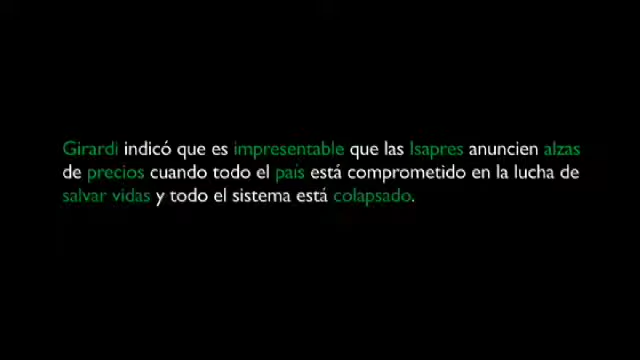 Girardi indicó que es impresentable que las Isapres anuncien alzas
de precios cuando todo el país está comprometido en la lucha de
salvar vidas y todo el sistema está colapsado.